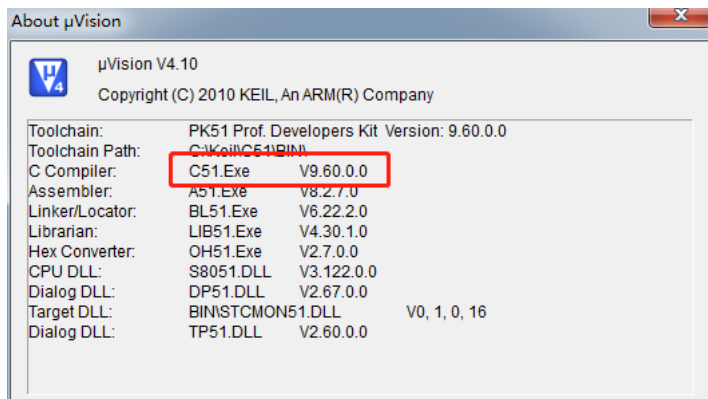 About µVision
µVision V4.10
Copyright (C) 2010 KEIL, An ARM(R) Company
Toolchain: PK51 Prof. Developers Kit Version: 9.60.0.0
Toolchain Path: C:\Keil\C51\BIN\
C Compiler: C51.Exe V9.60.0.0
Assembler: A51.Exe V8.2.7.0
Linker/Locator: BL51.Exe V6.22.2.0
Librarian: LIB51.Exe V4.30.1.0
Hex Converter: OH51.Exe V2.7.0.0
CPU DLL: S8051.DLL V3.122.0.0
Dialog DLL: DP51.DLL V2.67.0.0
Target DLL: BIN\STCMON51.DLL V0, 1, 0, 16
Dialog DLL: TP51.DLL V2.60.0.0